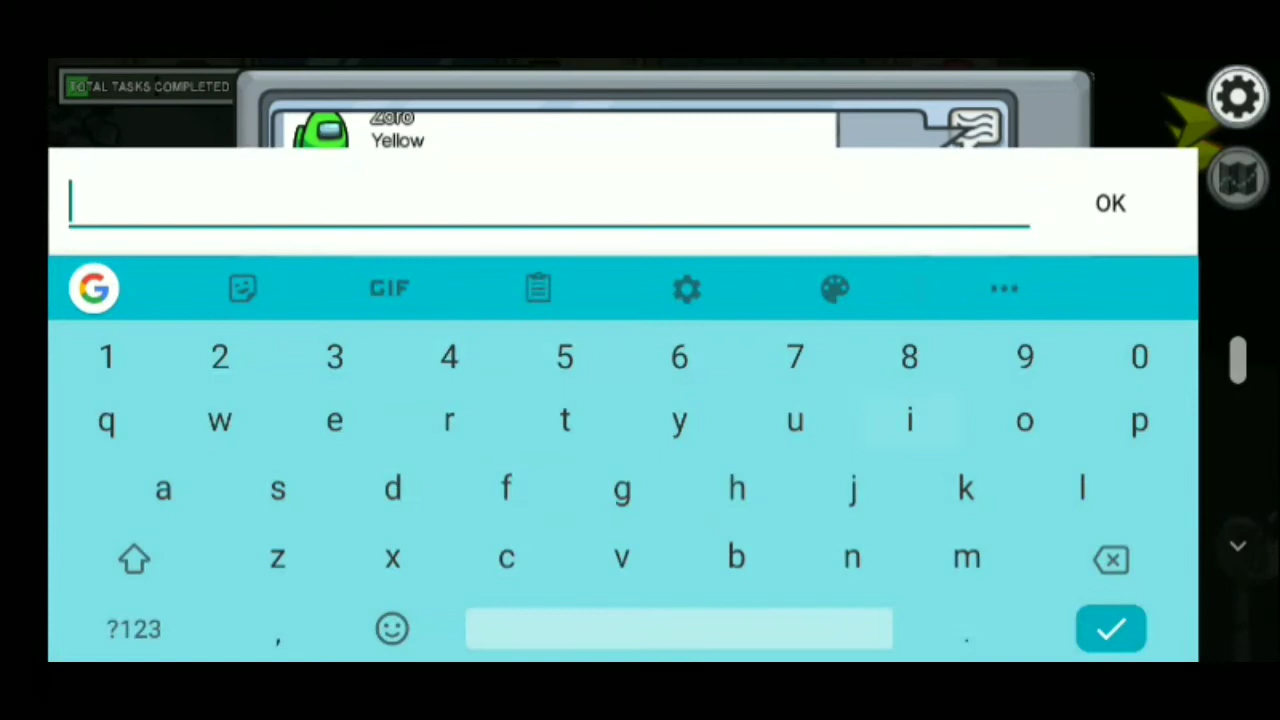 TOTAL TASKS COMPLETED
Zoro
Yellow
OK
G GIF
1 2 3 4 5 6 7 8 9 0
q w e r t y u i o p
a s d f g h j k l
z x c v b n m
?123 , .